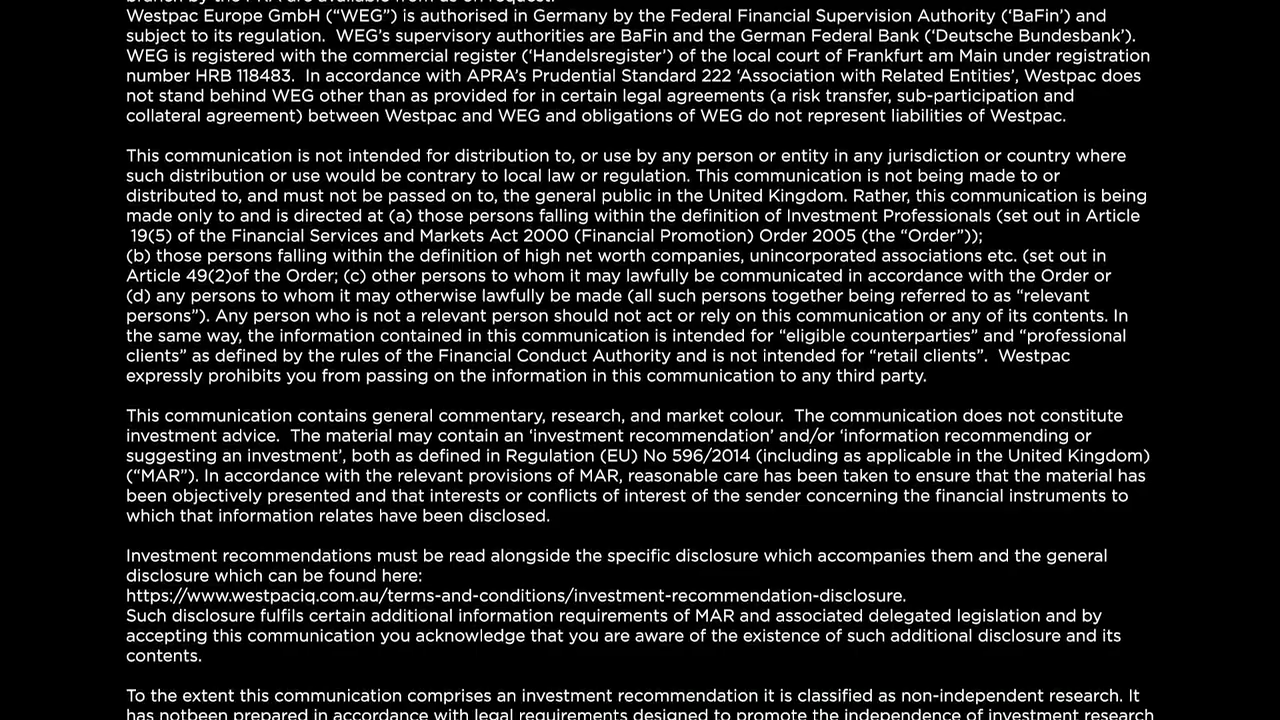 branch by the PRA are available from us on request.
Westpac Europe GmbH (“WEG”) is authorised in Germany by the Federal Financial Supervision Authority (‘BaFin’) and
subject to its regulation.  WEG’s supervisory authorities are BaFin and the German Federal Bank (‘Deutsche Bundesbank’).
WEG is registered with the commercial register (‘Handelsregister’) of the local court of Frankfurt am Main under registration
number HRB 118483.  In accordance with APRA’s Prudential Standard 222 ‘Association with Related Entities’, Westpac does
not stand behind WEG other than as provided for in certain legal agreements (a risk transfer, sub-participation and
collateral agreement) between Westpac and WEG and obligations of WEG do not represent liabilities of Westpac.
This communication is not intended for distribution to, or use by any person or entity in any jurisdiction or country where
such distribution or use would be contrary to local law or regulation. This communication is not being made to or
distributed to, and must not be passed on to, the general public in the United Kingdom. Rather, this communication is being
made only to and is directed at (a) those persons falling within the definition of Investment Professionals (set out in Article
19(5) of the Financial Services and Markets Act 2000 (Financial Promotion) Order 2005 (the “Order”));
(b) those persons falling within the definition of high net worth companies, unincorporated associations etc. (set out in
Article 49(2)of the Order; (c) other persons to whom it may lawfully be communicated in accordance with the Order or
(d) any persons to whom it may otherwise lawfully be made (all such persons together being referred to as “relevant
persons”). Any person who is not a relevant person should not act or rely on this communication or any of its contents. In
the same way, the information contained in this communication is intended for “eligible counterparties” and “professional
clients” as defined by the rules of the Financial Conduct Authority and is not intended for “retail clients”.  Westpac
expressly prohibits you from passing on the information in this communication to any third party.
This communication contains general commentary, research, and market colour.  The communication does not constitute
investment advice.  The material may contain an ‘investment recommendation’ and/or ‘information recommending or
suggesting an investment’, both as defined in Regulation (EU) No 596/2014 (including as applicable in the United Kingdom)
(“MAR”). In accordance with the relevant provisions of MAR, reasonable care has been taken to ensure that the material has
been objectively presented and that interests or conflicts of interest of the sender concerning the financial instruments to
which that information relates have been disclosed.
Investment recommendations must be read alongside the specific disclosure which accompanies them and the general
disclosure which can be found here:
https://www.westpaciq.com.au/terms-and-conditions/investment-recommendation-disclosure.
Such disclosure fulfils certain additional information requirements of MAR and associated delegated legislation and by
accepting this communication you acknowledge that you are aware of the existence of such additional disclosure and its
contents.
To the extent this communication comprises an investment recommendation it is classified as non-independent research. It
has notbeen prepared in accordance with legal requirements designed to promote the independence of investment research